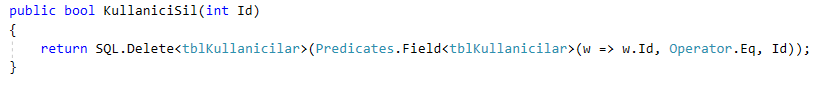 public bool KullaniciSil(int Id)
{
    return SQL.Delete<tblKullanicilar>(Predicates.Field<tblKullanicilar>(w => w.Id, Operator.Eq, Id));
}